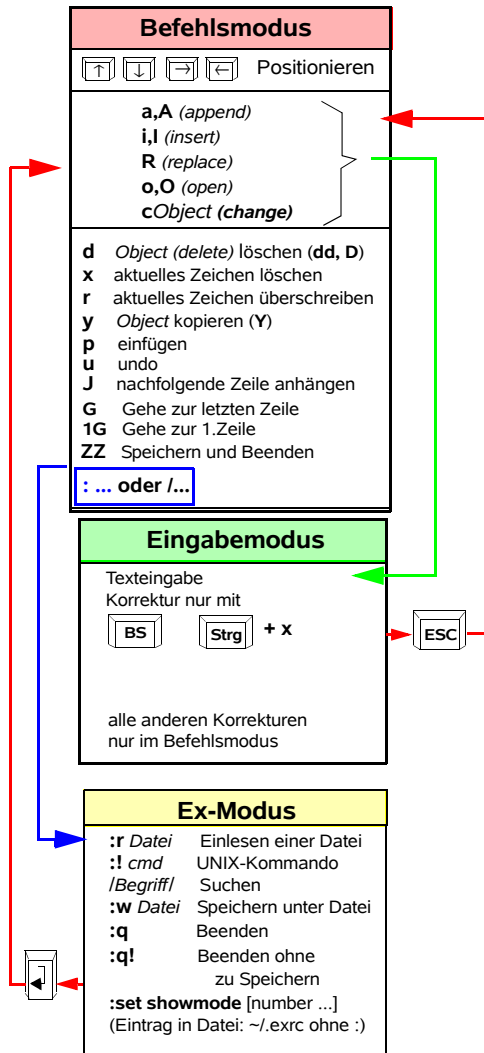 Befehlsmodus
↑ ↓ → ← Positionieren
a,A (append)
i,I (insert)
R (replace)
o,O (open)
cObject (change)
d Object (delete) löschen (dd, D)
x aktuelles Zeichen löschen
r aktuelles Zeichen überschreiben
y Object kopieren (Y)
p einfügen
u undo
J nachfolgende Zeile anhängen
G Gehe zur letzten Zeile
1G Gehe zur 1.Zeile
ZZ Speichern und Beenden
: ... oder /...
Eingabemodus
Texteingabe
Korrektur nur mit
BS Strg + x
ESC
alle anderen Korrekturen
nur im Befehlsmodus
Ex-Modus
:r Datei Einlesen einer Datei
:! cmd UNIX-Kommando
/Begriff/ Suchen
:w Datei Speichern unter Datei
:q Beenden
:q! Beenden ohne
zu Speichern
:set showmode [number ...]
(Eintrag in Datei: ~/.exrc ohne :)